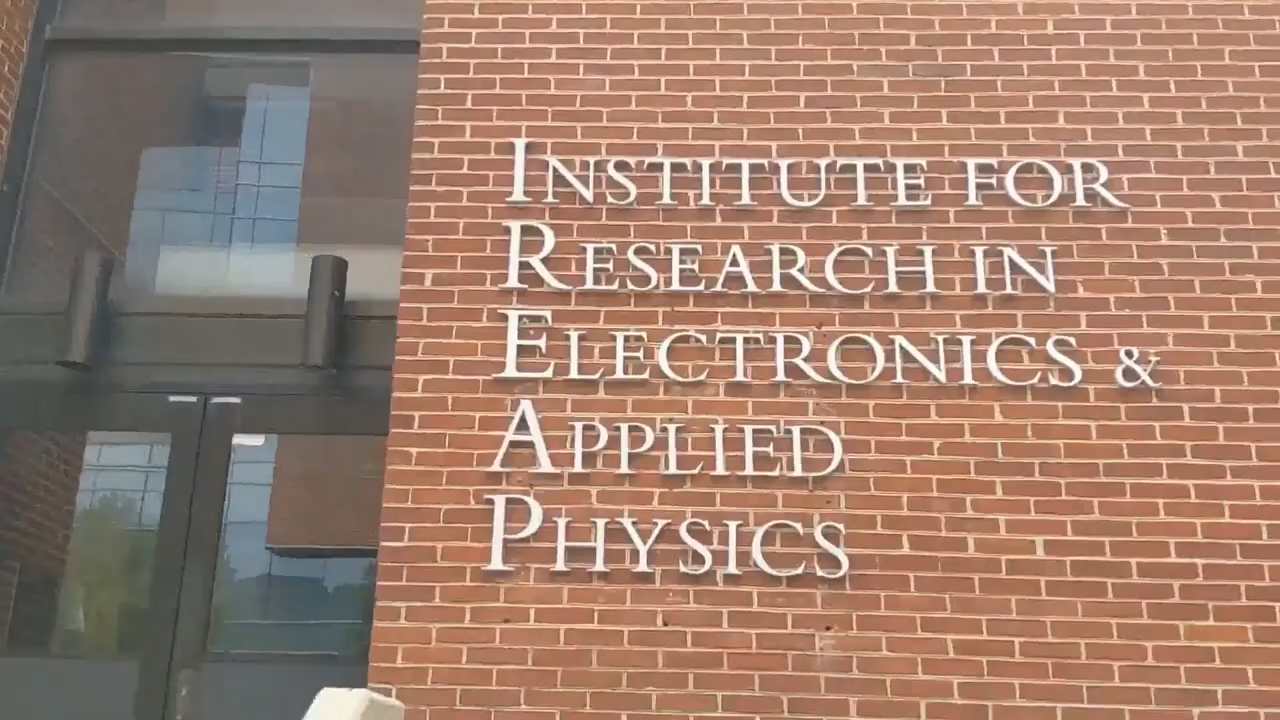 INSTITUTE FOR
RESEARCH IN
ELECTRONICS &
APPLIED
PHYSICS